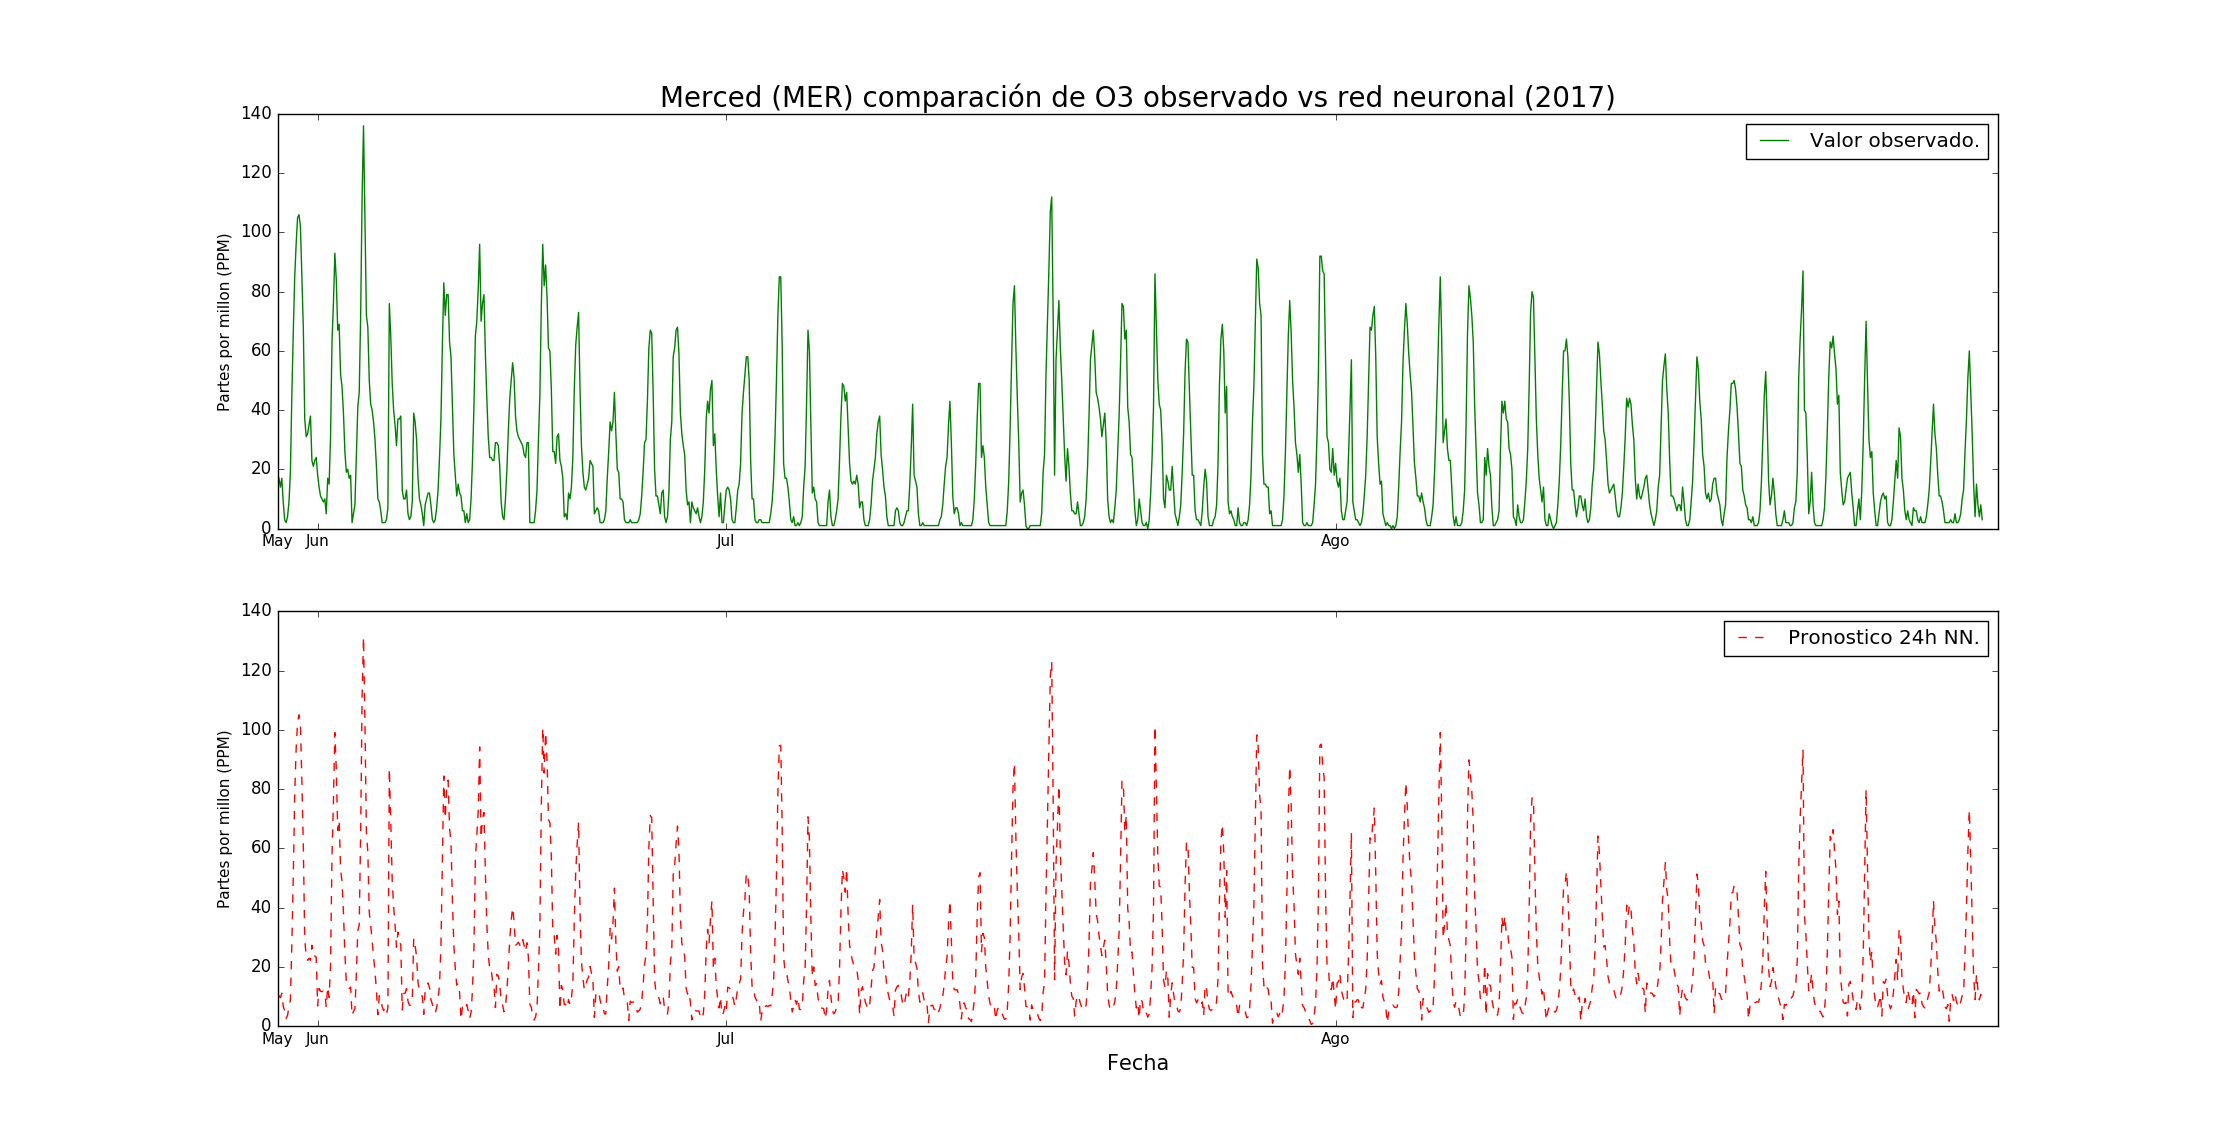 Merced (MER) comparación de O3 observado vs red neuronal (2017)
140
120
100
80
60
40
20
0
Partes por millon (PPM)
Valor observado.
May Jun Jul Ago
140
120
100
80
60
40
20
0
Partes por millon (PPM)
Pronostico 24h NN.
May Jun Jul Ago
Fecha